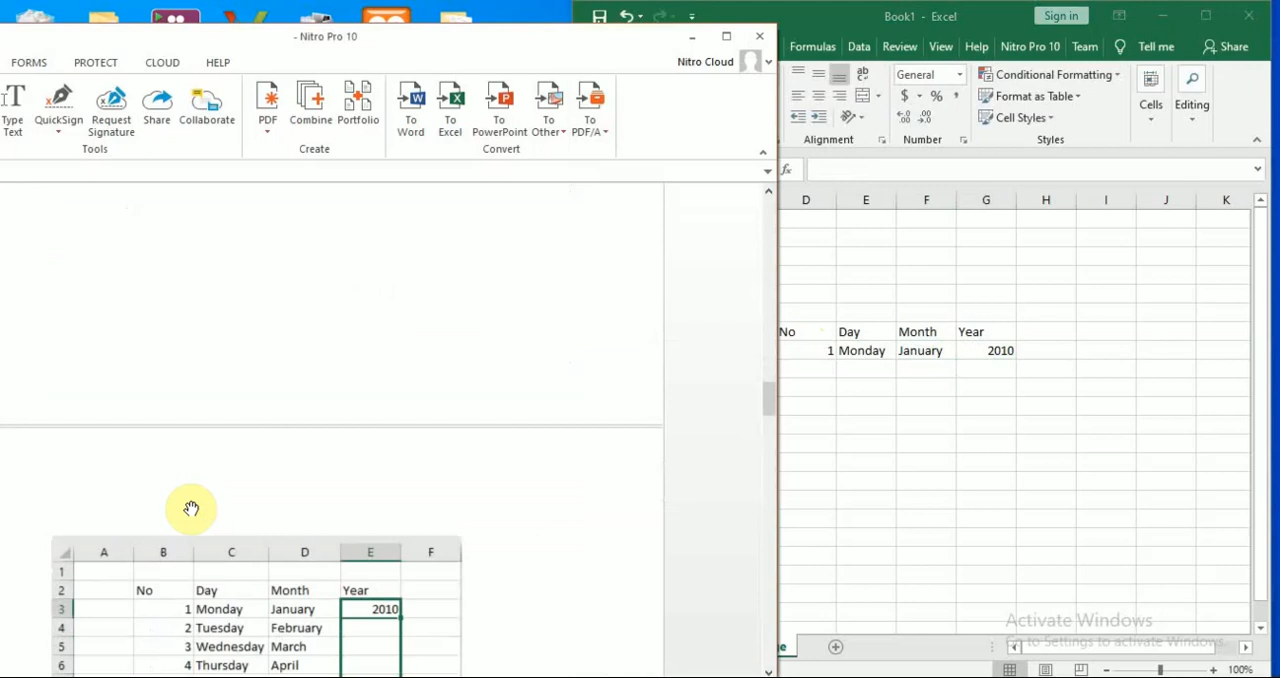 Book1 - Excel
Sign in
- Nitro Pro 10
Formulas Data Review View Help Nitro Pro 10 Team Tell me Share
FORMS PROTECT CLOUD HELP
Nitro Cloud
Type Text
QuickSign
Request Signature
Share
Collaborate
PDF
Combine
Portfolio
To Word
To Excel
To PowerPoint
To Other
To PDF/A
Tools
Create
Convert
General
Conditional Formatting
Format as Table
Cell Styles
Cells
Editing
Alignment
Number
Styles
fx
D E F G H I J K
No Day Month Year
1 Monday January 2010
A B C D E F
1
2 No Day Month Year
3 1 Monday January 2010
4 2 Tuesday February
5 3 Wednesday March
6 4 Thursday April
Activate Windows
Go to Settings to activate Windows.
100%